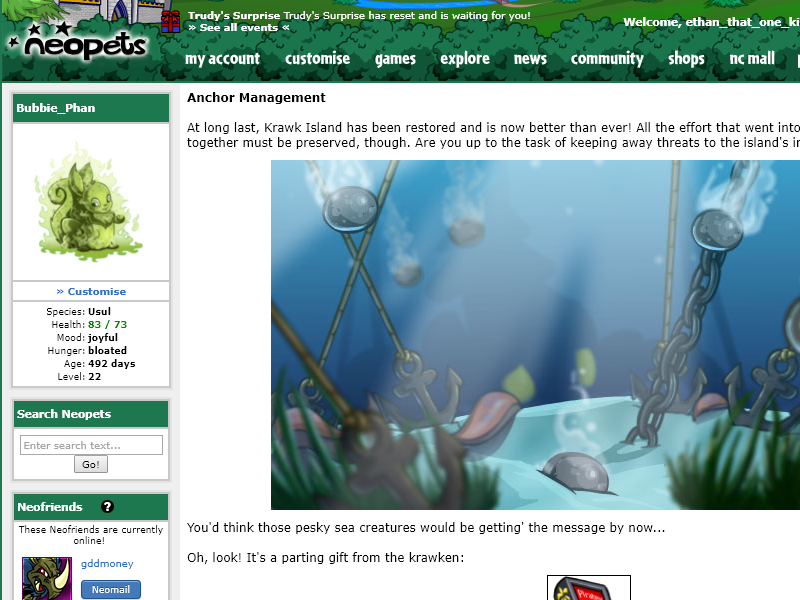 Trudy's Surprise Trudy's Surprise has reset and is waiting for you!
» See all events «
Welcome, ethan_that_one_ki
neopets
my account customise games explore news community shops nc mall
Bubbie_Phan
» Customise
Species: Usul
Health: 83 / 73
Mood: joyful
Hunger: bloated
Age: 492 days
Level: 22
Search Neopets
Enter search text...
Go!
Neofriends ?
These Neofriends are currently
online!
gddmoney
Neomail
Anchor Management
At long last, Krawk Island has been restored and is now better than ever! All the effort that went into
together must be preserved, though. Are you up to the task of keeping away threats to the island's in
You'd think those pesky sea creatures would be getting' the message by now...
Oh, look! It's a parting gift from the krawken: